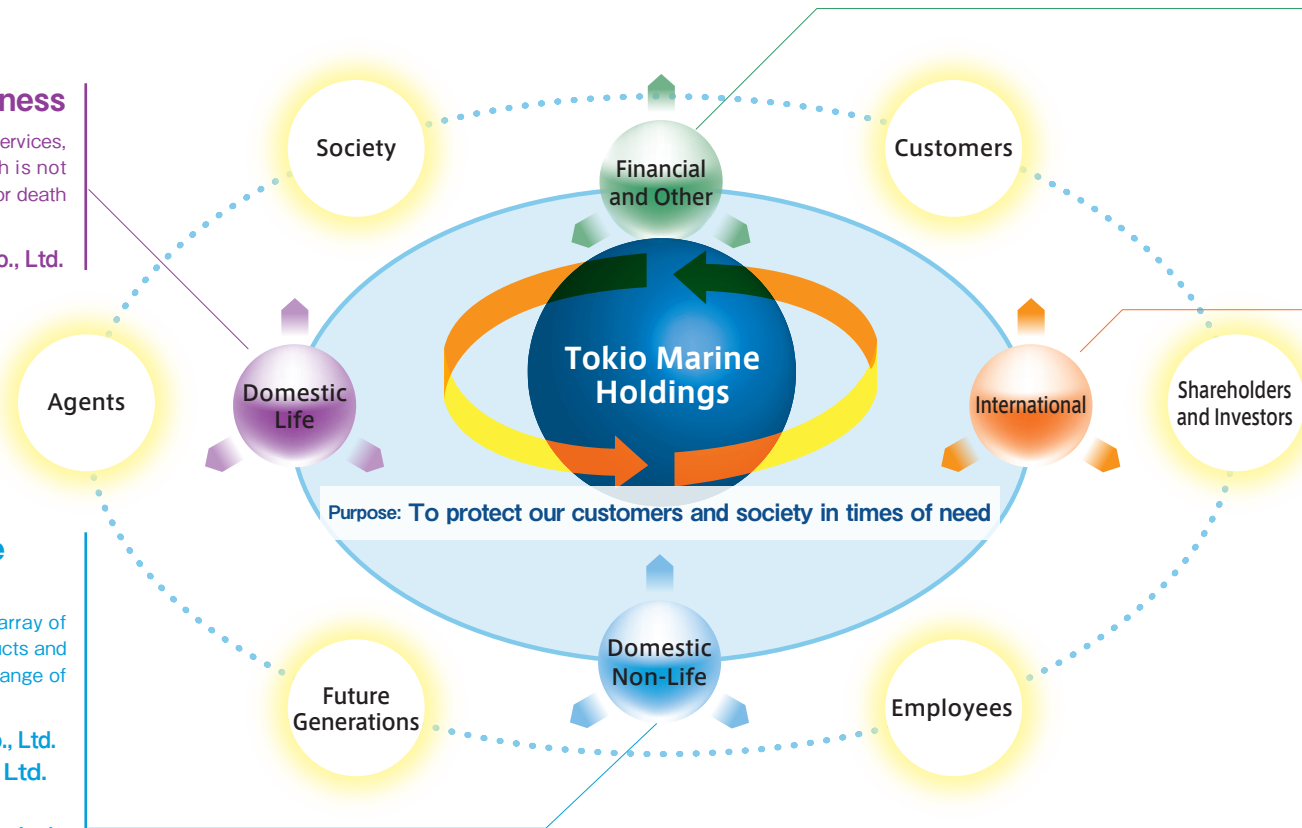 ness
ervices,
h is not
or death
o., Ltd.
Society
Financial
and Other
Customers
Agents
Domestic
Life
Tokio Marine
Holdings
International
Shareholders
and Investors
Purpose: To protect our customers and society in times of need
e
array of
ucts and
ange of
o., Ltd.
Ltd.
Future
Generations
Domestic
Non-Life
Employees